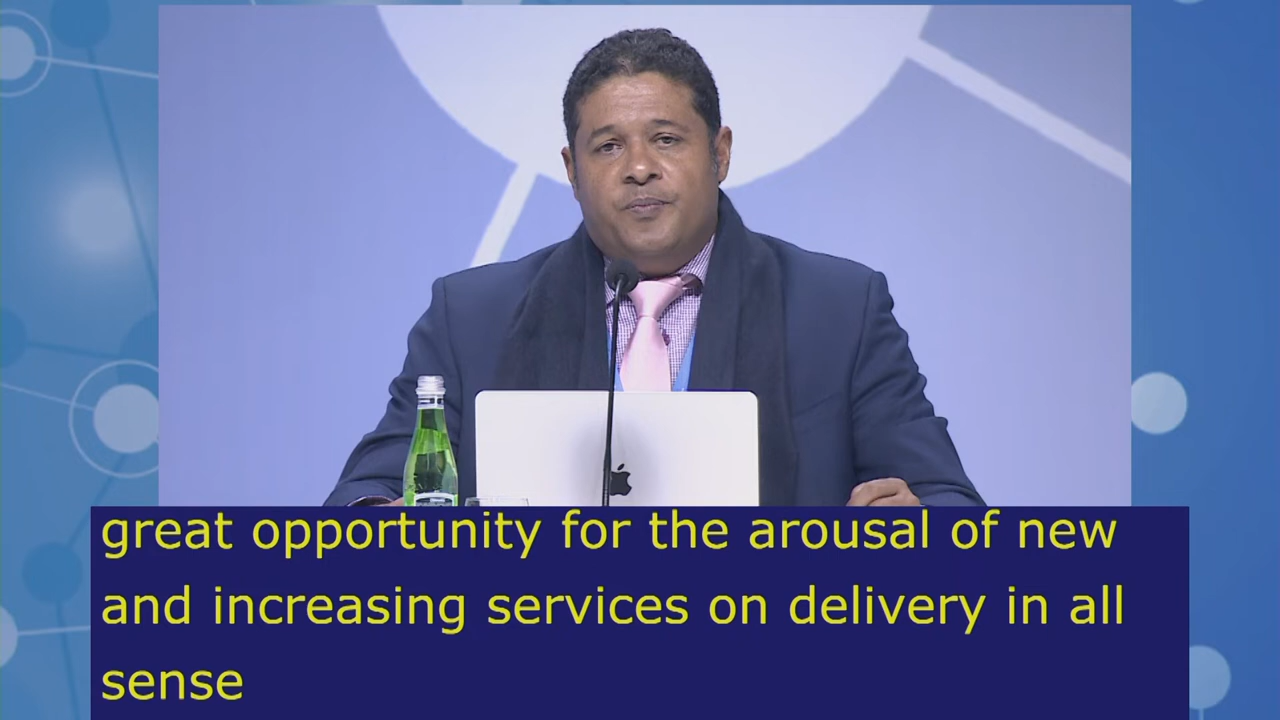 great opportunity for the arousal of new
and increasing services on delivery in all
sense